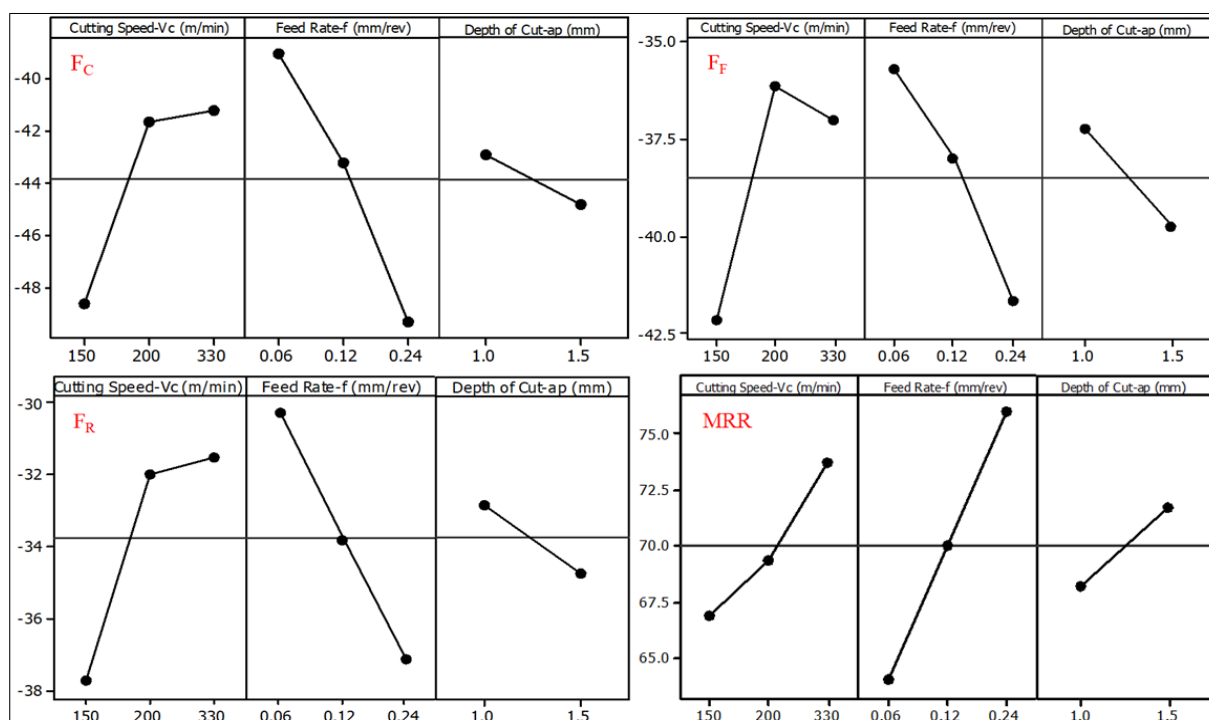 Cutting Speed-Vc (m/min) Feed Rate-f (mm/rev) Depth of Cut-ap (mm)
F_C
-40
-42
-44
-46
-48
150 200 330 0.06 0.12 0.24 1.0 1.5
Cutting Speed-Vc (m/min) Feed Rate-f (mm/rev) Depth of Cut-ap (mm)
F_F
-35.0
-37.5
-40.0
-42.5
150 200 330 0.06 0.12 0.24 1.0 1.5
Cutting Speed-Vc (m/min) Feed Rate-f (mm/rev) Depth of Cut-ap (mm)
F_R
-30
-32
-34
-36
-38
150 200 330 0.06 0.12 0.24 1.0 1.5
Cutting Speed-Vc (m/min) Feed Rate-f (mm/rev) Depth of Cut-ap (mm)
MRR
75.0
72.5
70.0
67.5
65.0
150 200 330 0.06 0.12 0.24 1.0 1.5